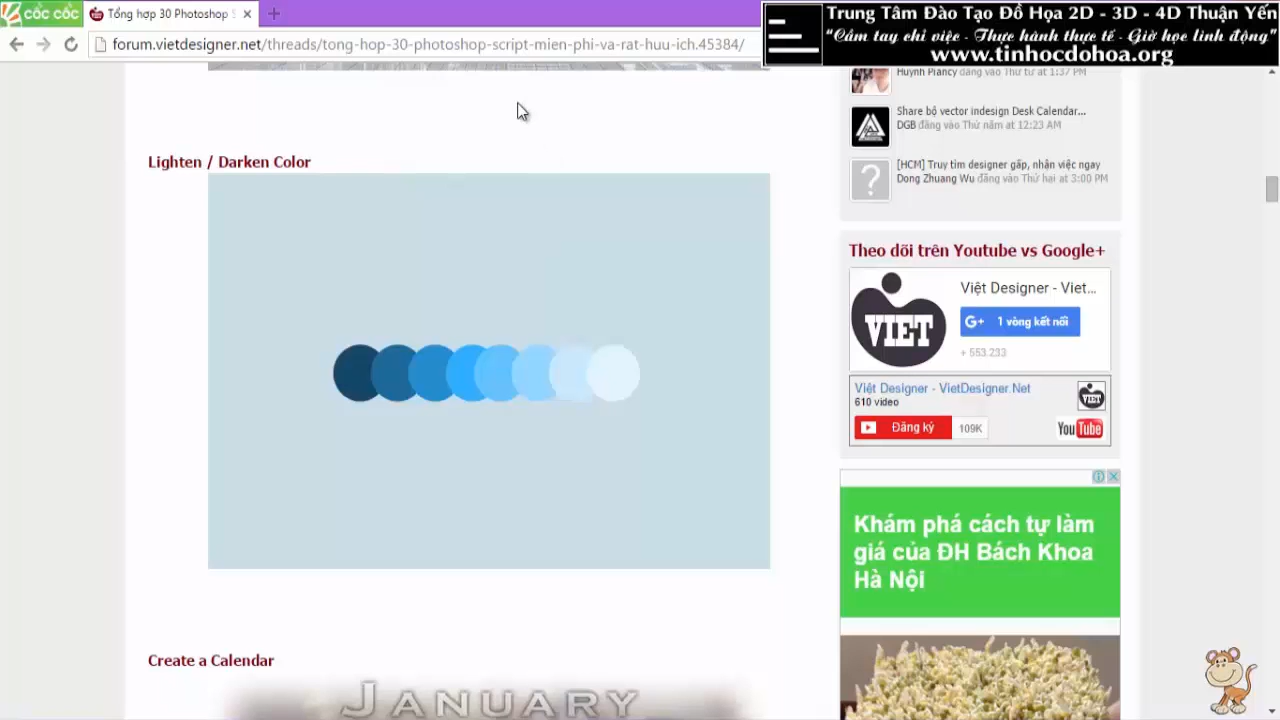 cốc cốc
Tổng hợp 30 Photoshop
forum.vietdesigner.net/threads/tong-hop-30-photoshop-script-mien-phi-va-rat-huu-ich.45384/
Trung Tâm Đào Tạo Đồ Họa 2D - 3D - 4D Thuận Yến
“Cầm tay chỉ việc - Thực hành thực tế - Giờ học linh động”
www.tinhocdohoa.org
Lighten / Darken Color
Create a Calendar
January
Huynh Piancy đăng vào Thứ tư at 1:37 PM
Share bộ vector indesign Desk Calendar...
DGB đăng vào Thứ năm at 12:23 AM
[HCM] Truy tìm designer gấp, nhận việc ngay
Dong Zhuang Wu đăng vào Thứ hai at 3:00 PM
Theo dõi trên Youtube vs Google+
VIET
Việt Designer - Viet...
G+ 1 vòng kết nối
+ 553.233
Việt Designer - VietDesigner.Net
610 video
VIET
Đăng ký
109K
YouTube
Khám phá cách tự làm
giá của ĐH Bách Khoa
Hà Nội